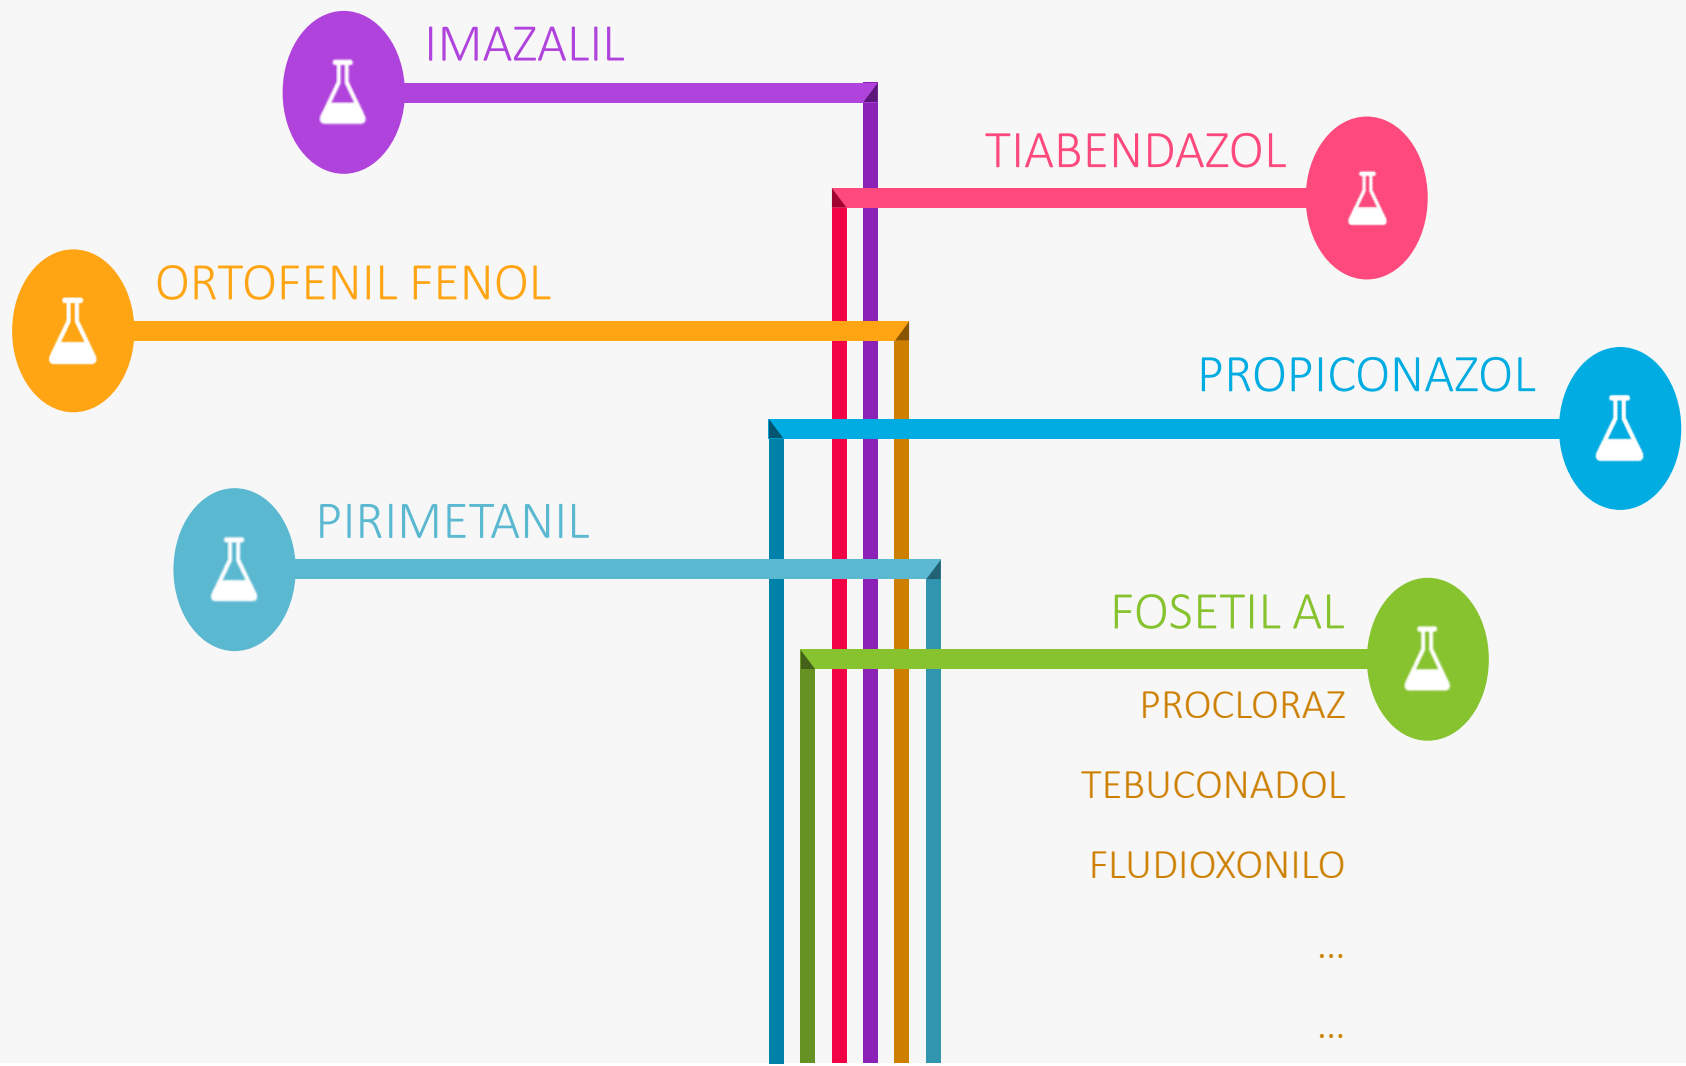 IMAZALIL
TIABENDAZOL
ORTOFENIL FENOL
PROPICONAZOL
PIRIMETANIL
FOSETIL AL
PROCLORAZ
TEBUCONADOL
FLUDIOXONILO
...
...